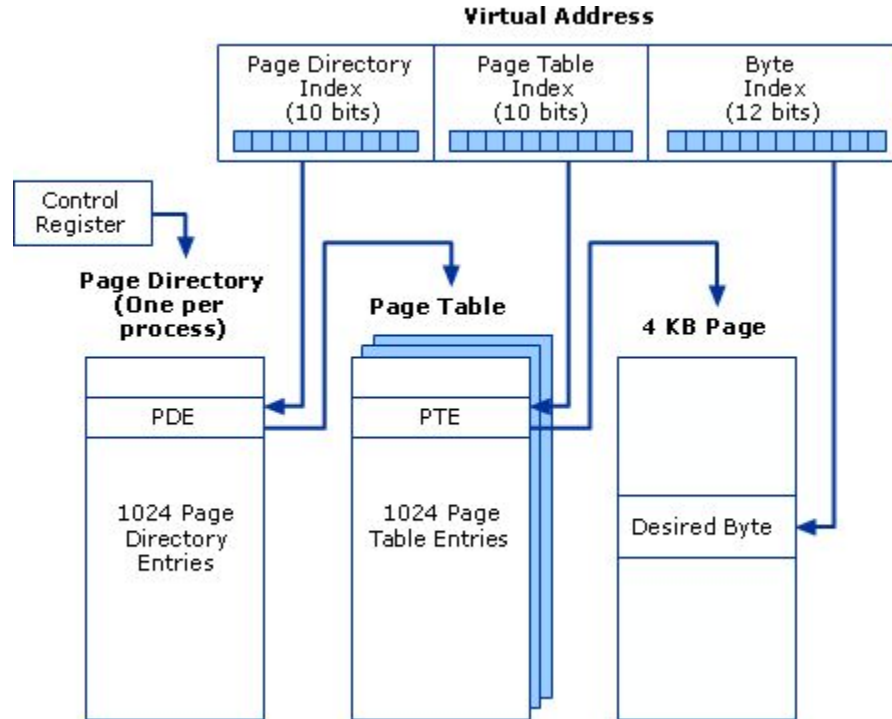 Virtual Address
Page Directory
Index
(10 bits)
Page Table
Index
(10 bits)
Byte
Index
(12 bits)
Control
Register
Page Directory
(One per
process)
Page Table
4 KB Page
PDE
PTE
1024 Page
Directory
Entries
1024 Page
Table Entries
Desired Byte